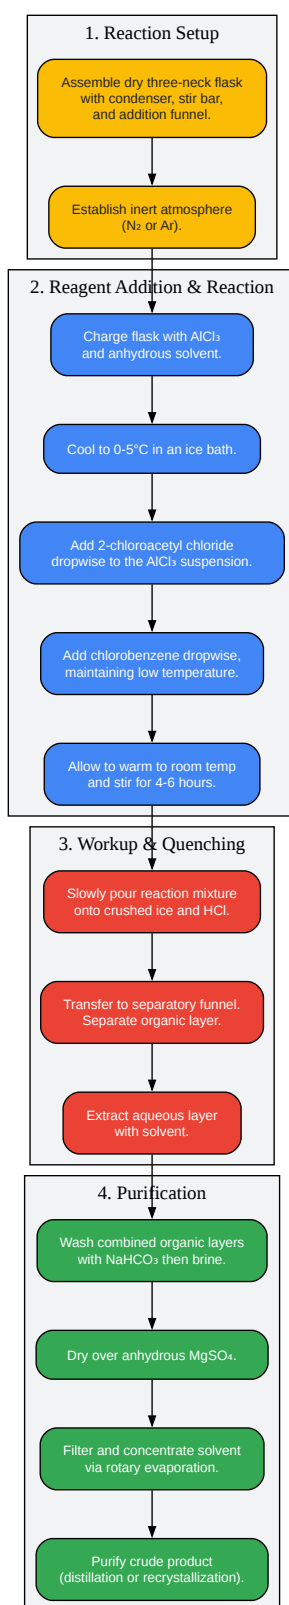 1. Reaction Setup
Assemble dry three-neck flask
with condenser, stir bar,
and addition funnel.
Establish inert atmosphere
(N₂ or Ar).
2. Reagent Addition & Reaction
Charge flask with AlCl₃
and anhydrous solvent.
Cool to 0-5°C in an ice bath.
Add 2-chloroacetyl chloride
dropwise to the AlCl₃ suspension.
Add chlorobenzene dropwise,
maintaining low temperature.
Allow to warm to room temp
and stir for 4-6 hours.
3. Workup & Quenching
Slowly pour reaction mixture
onto crushed ice and HCl.
Transfer to separatory funnel.
Separate organic layer.
Extract aqueous layer
with solvent.
4. Purification
Wash combined organic layers
with NaHCO₃ then brine.
Dry over anhydrous MgSO₄.
Filter and concentrate solvent
via rotary evaporation.
Purify crude product
(distillation or recrystallization).